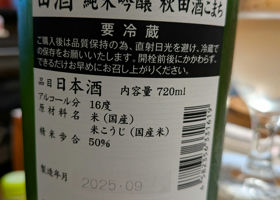 田酒 純米吟醸 秋田酒こまち
要冷蔵
ご購入後は品質保持の為、直射日光を避け、冷蔵で
の保存をお願いいたします。開栓前後にかかわらず、
できるだけお早めにお召し上がりください。
品目 日本酒 内容量 720ml
アルコール分 16度
原材料名 米(国産)
米こうじ(国産米)
精米歩合 50%
製造年月 2025.09